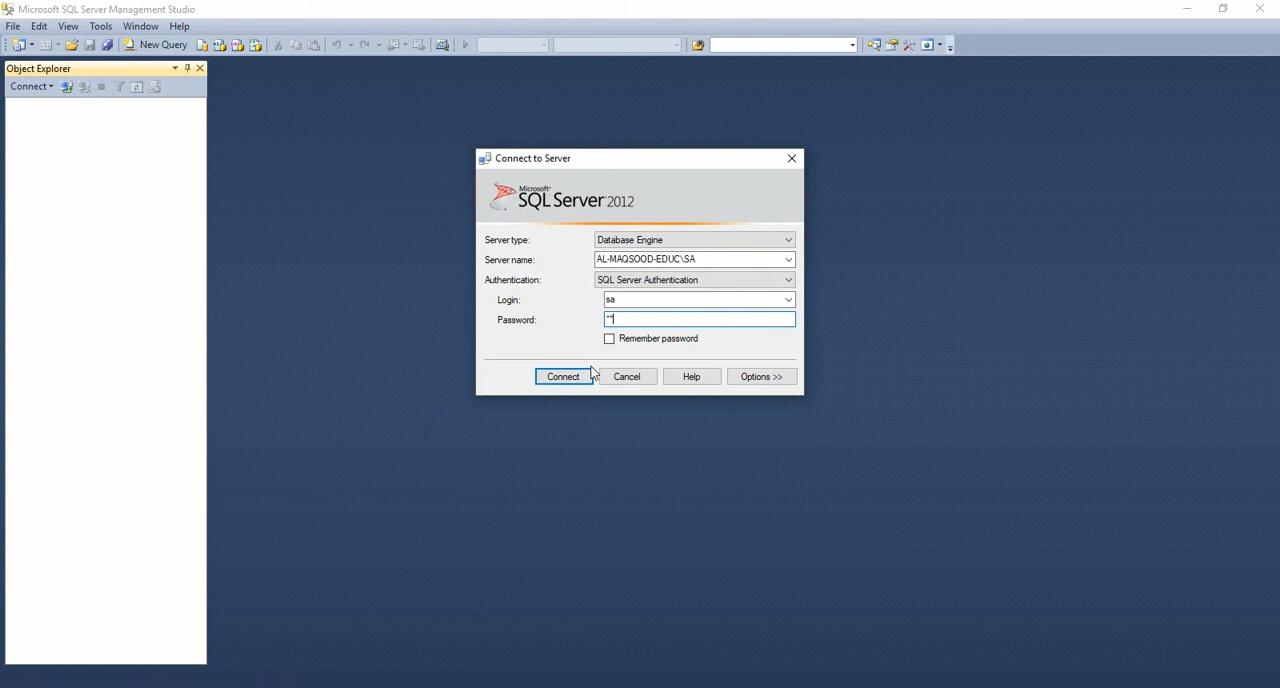 Microsoft SQL Server Management Studio
File Edit View Tools Window Help
New Query
Object Explorer
Connect
Connect to Server
Microsoft®
SQL Server 2012
Server type: Database Engine
Server name: AL-MAQSOOD-EDUC\SA
Authentication: SQL Server Authentication
Login: sa
Password: **
Remember password
Connect Cancel Help Options >>